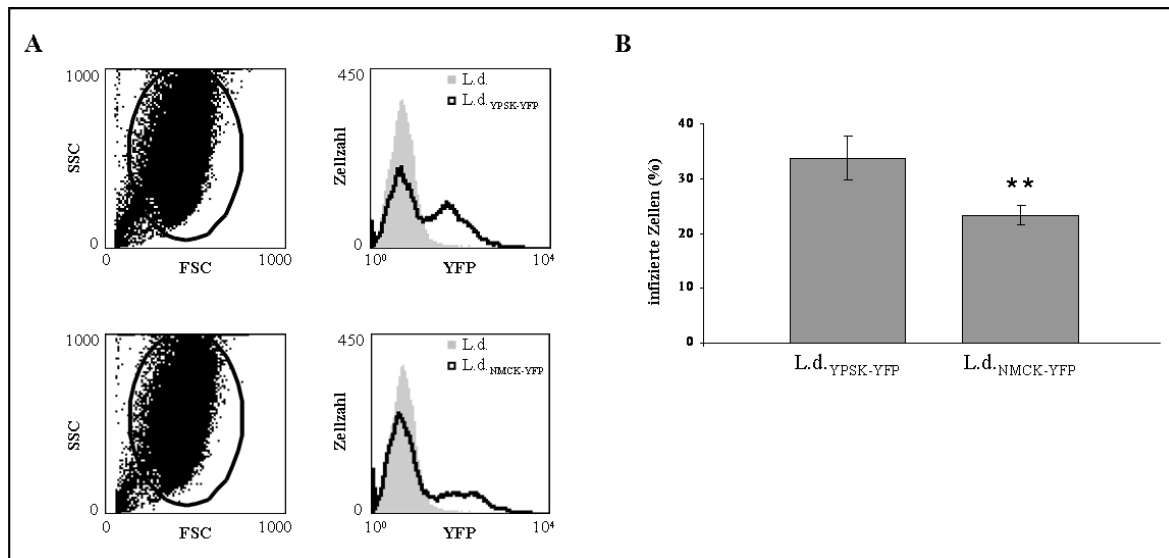 A
1000
SSC
0
0
FSC
1000
450
Zellzahl
0
10⁰
YFP
10⁴
L.d.
L.d.YPSK-YFP
1000
SSC
0
0
FSC
1000
450
Zellzahl
0
10⁰
YFP
10⁴
L.d.
L.d.NMCK-YFP
B
infizierte Zellen (%)
40
30
20
10
0
**
L.d.YPSK-YFP
L.d.NMCK-YFP